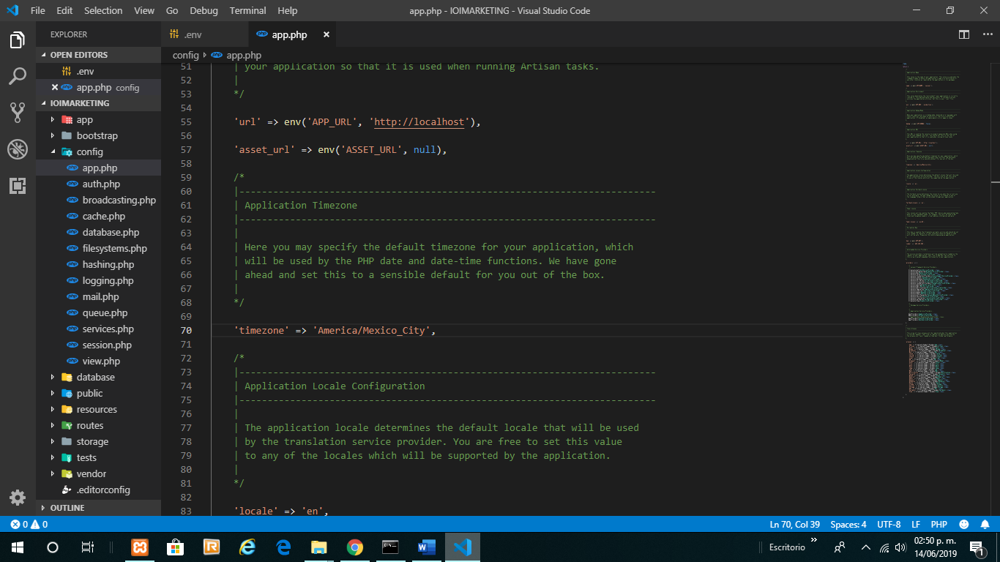 File Edit Selection View Go Debug Terminal Help
app.php - IOIMARKETING - Visual Studio Code
EXPLORER
OPEN EDITORS
.env
app.php config
IOIMARKETING
app
bootstrap
config
app.php
auth.php
broadcasting.php
cache.php
database.php
filesystems.php
hashing.php
logging.php
mail.php
queue.php
services.php
session.php
view.php
database
public
resources
routes
storage
tests
vendor
.editorconfig
OUTLINE
.env
app.php
config app.php
51 | your application so that it is used when running Artisan tasks.
52 |
53 */
54
55 'url' => env('APP_URL', 'http://localhost'),
56
57 'asset_url' => env('ASSET_URL', null),
58
59 /*
60 |--------------------------------------------------------------------------
61 | Application Timezone
62 |--------------------------------------------------------------------------
63 |
64 | Here you may specify the default timezone for your application, which
65 | will be used by the PHP date and date-time functions. We have gone
66 | ahead and set this to a sensible default for you out of the box.
67 |
68 */
69
70 'timezone' => 'America/Mexico_City',
71
72 /*
73 |--------------------------------------------------------------------------
74 | Application Locale Configuration
75 |--------------------------------------------------------------------------
76 |
77 | The application locale determines the default locale that will be used
78 | by the translation service provider. You are free to set this value
79 | to any of the locales which will be supported by the application.
80 |
81 */
82
83 'locale' => 'en',
0 0
Ln 70, Col 39 Spaces: 4 UTF-8 LF PHP
Escritorio
02:50 p. m.
14/06/2019
1